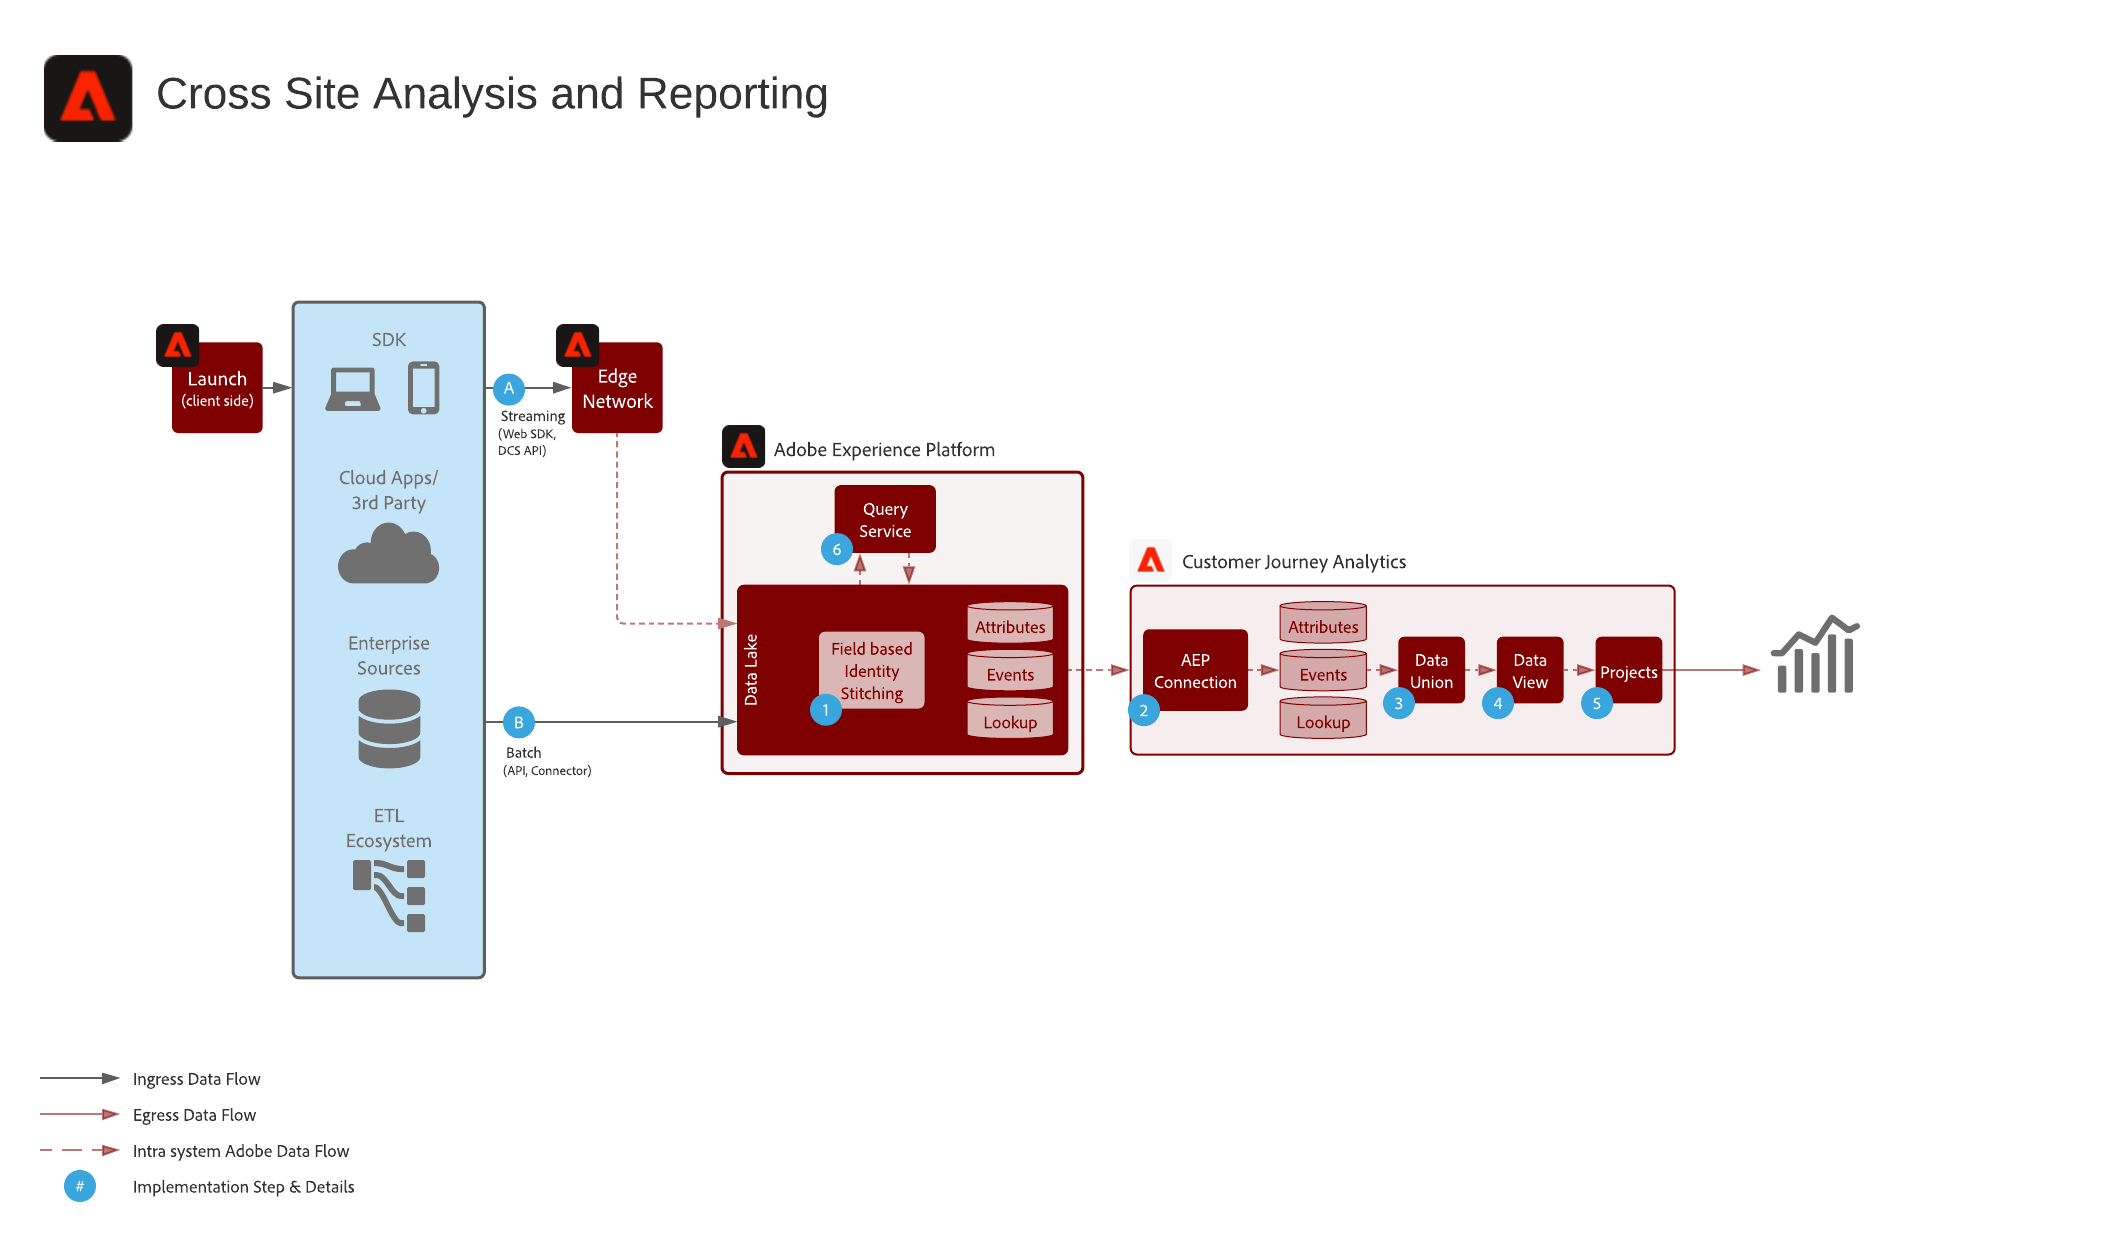 Cross Site Analysis and Reporting
Launch
(client side)
SDK
Cloud Apps/
3rd Party
Enterprise
Sources
ETL
Ecosystem
A
Streaming
(Web SDK,
DCS API)
Edge
Network
B
Batch
(API, Connector)
Adobe Experience Platform
Query
Service
6
Data Lake
Field based
Identity
Stitching
1
Attributes
Events
Lookup
Customer Journey Analytics
AEP
Connection
2
Attributes
Events
Lookup
Data
Union
3
Data
View
4
Projects
5
Ingress Data Flow
Egress Data Flow
Intra system Adobe Data Flow
# Implementation Step & Details